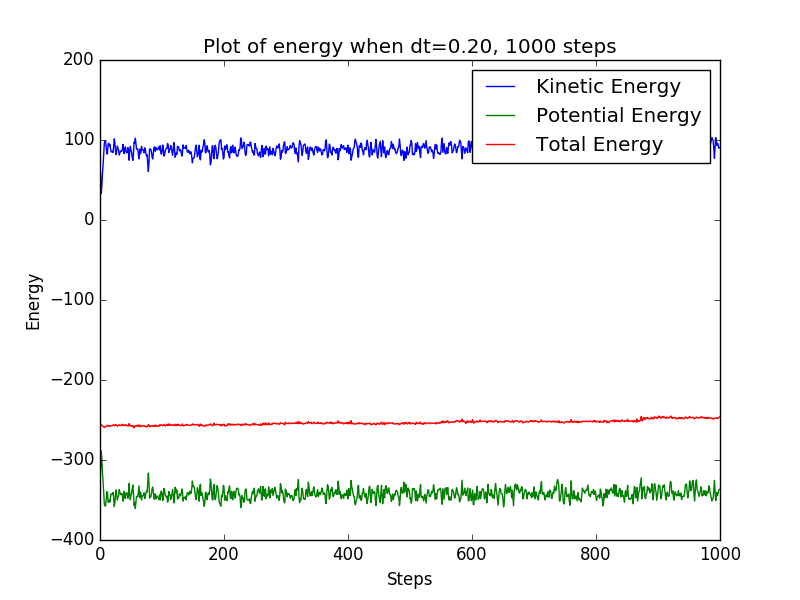 Plot of energy when dt=0.20, 1000 steps
200
100
0
−100
−200
−300
−400
Energy
Kinetic Energy
Potential Energy
Total Energy
0 200 400 600 800 1000
Steps